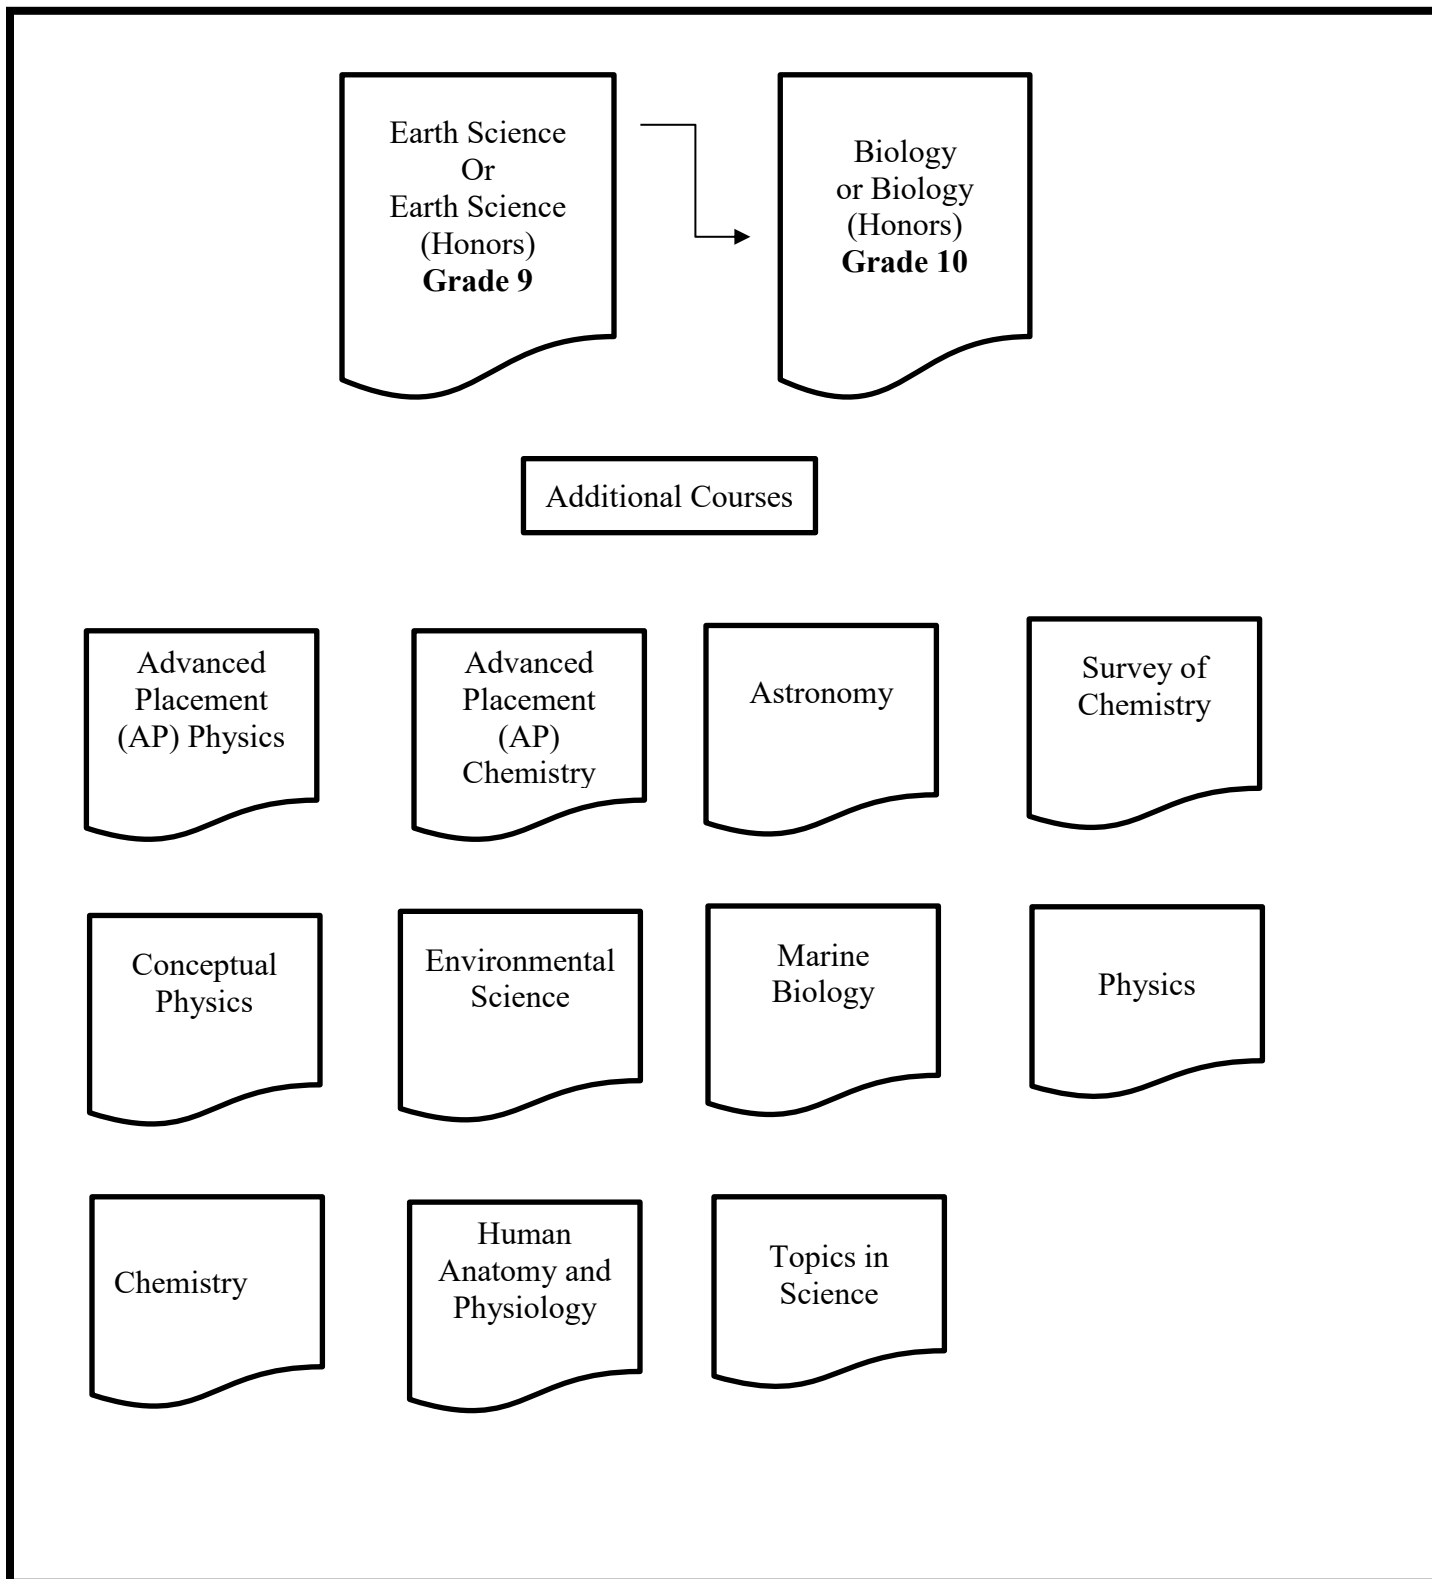 Earth Science
Or
Earth Science
(Honors)
Grade 9
Biology
or Biology
(Honors)
Grade 10
Additional Courses
Advanced
Placement
(AP) Physics
Advanced
Placement
(AP)
Chemistry
Astronomy
Survey of
Chemistry
Conceptual
Physics
Environmental
Science
Marine
Biology
Physics
Chemistry
Human
Anatomy and
Physiology
Topics in
Science